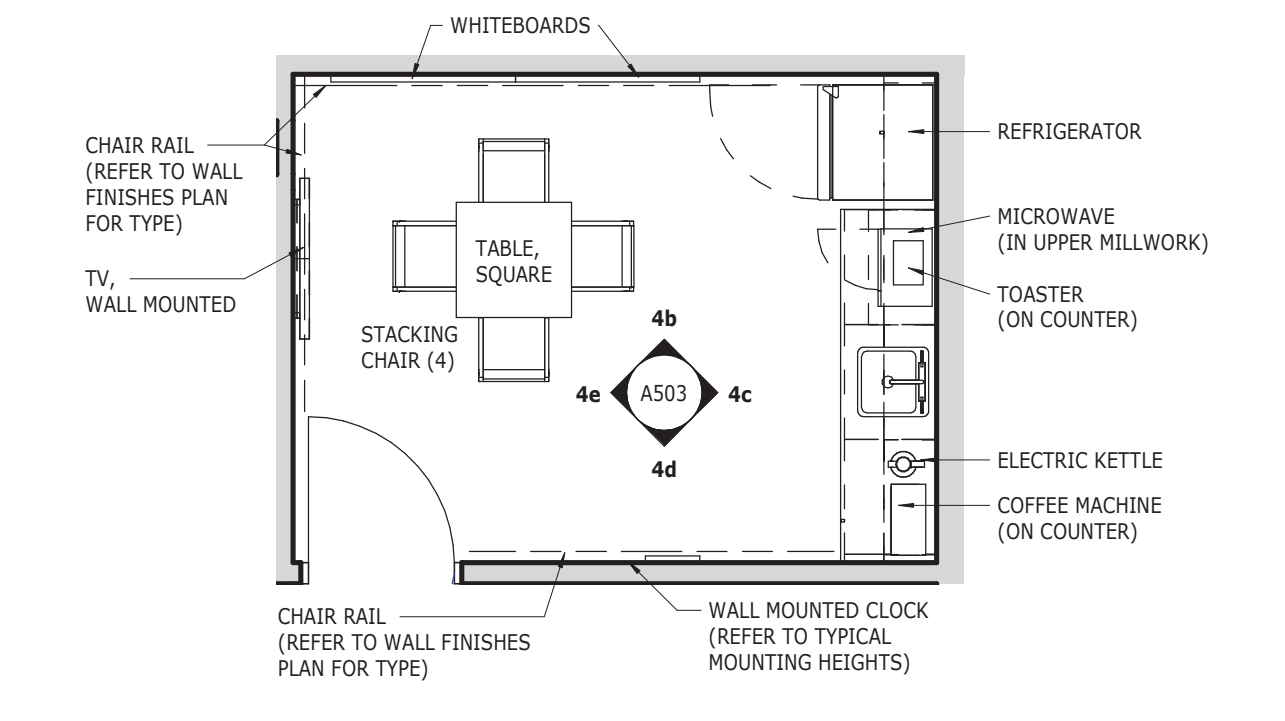 WHITEBOARDS
CHAIR RAIL
(REFER TO WALL
FINISHES PLAN
FOR TYPE)
TV,
WALL MOUNTED
TABLE,
SQUARE
STACKING
CHAIR (4)
4b
4e
A503
4c
4d
REFRIGERATOR
MICROWAVE
(IN UPPER MILLWORK)
TOASTER
(ON COUNTER)
ELECTRIC KETTLE
COFFEE MACHINE
(ON COUNTER)
CHAIR RAIL
(REFER TO WALL FINISHES
PLAN FOR TYPE)
WALL MOUNTED CLOCK
(REFER TO TYPICAL
MOUNTING HEIGHTS)